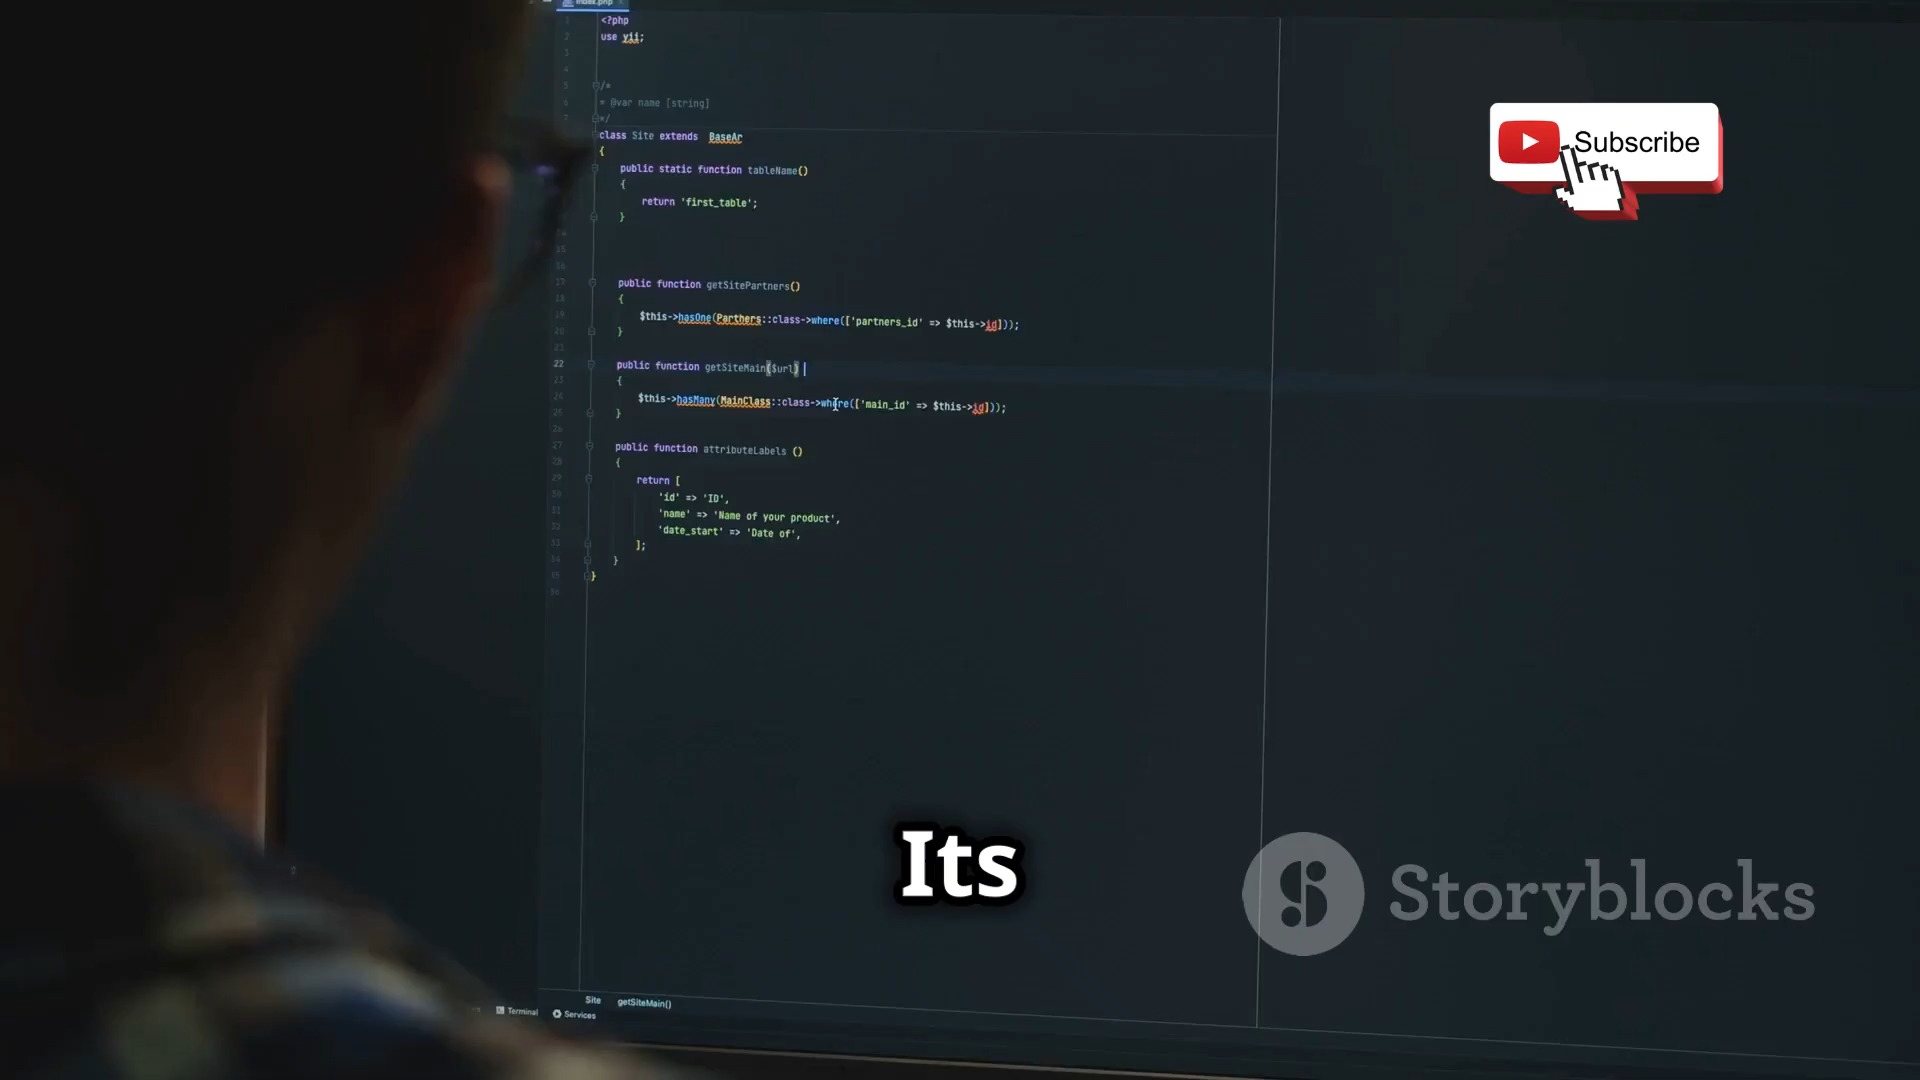 index.php
<?php
use yii;
/*
* @var name [string]
*/
class Site extends BaseAr
{
public static function tableName()
{
return 'first_table';
}
public function getSitePartners()
{
$this->hasOne(Parthers::class->where(['partners_id' => $this->id]));
}
public function getSiteMain($url)
{
$this->hasMany(MainClass::class->where(['main_id' => $this->id]));
}
public function attributeLabels ()
{
return [
'id' => 'ID',
'name' => 'Name of your product',
'date_start' => 'Date of',
];
}
}
Subscribe
Its
Storyblocks
Site getSiteMain()
Terminal Services